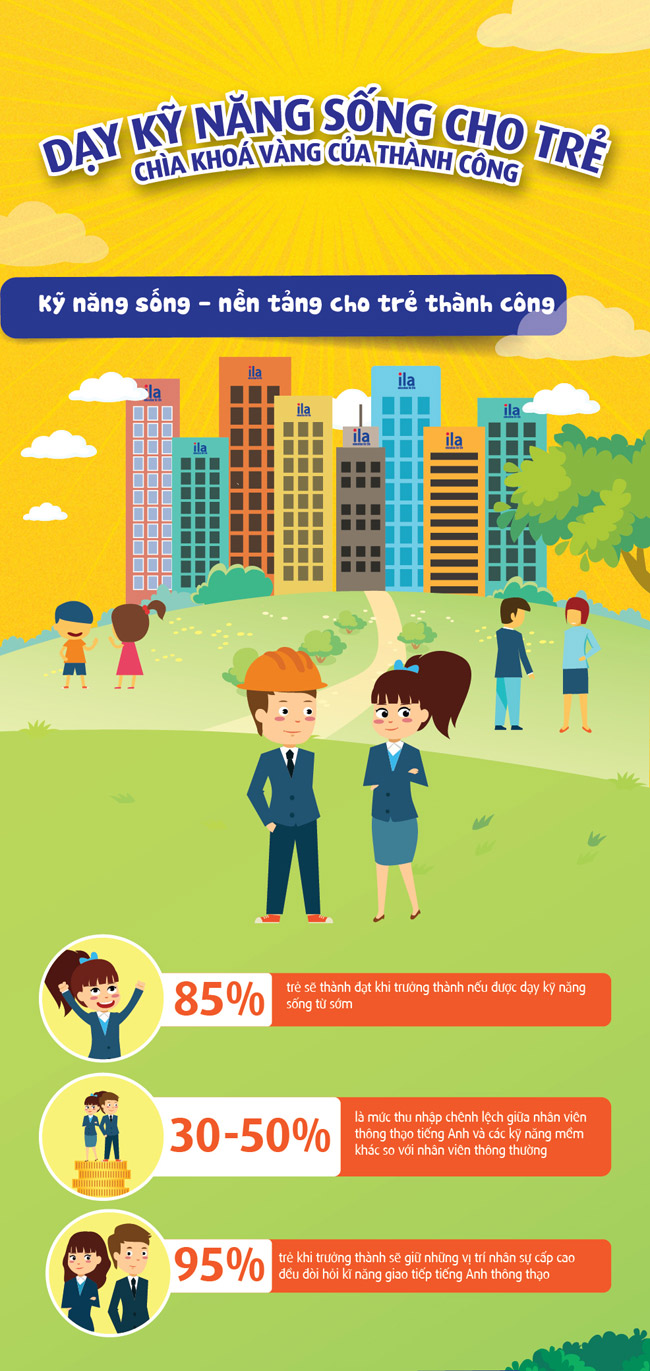 DẠY KỸ NĂNG SỐNG CHO TRẺ
CHÌA KHOÁ VÀNG CỦA THÀNH CÔNG
Kỹ năng sống – nền tảng cho trẻ thành công
ila
ila
ila
ila
ila
ila
ila
ila
85%
trẻ sẽ thành đạt khi trưởng thành nếu được dạy kỹ năng
sống từ sớm
30-50%
là mức thu nhập chênh lệch giữa nhân viên
thông thạo tiếng Anh và các kỹ năng mềm
khác so với nhân viên thông thường
95%
trẻ khi trưởng thành sẽ giữ những vị trí nhân sự cấp cao
đều đòi hỏi kĩ năng giao tiếp tiếng Anh thông thạo